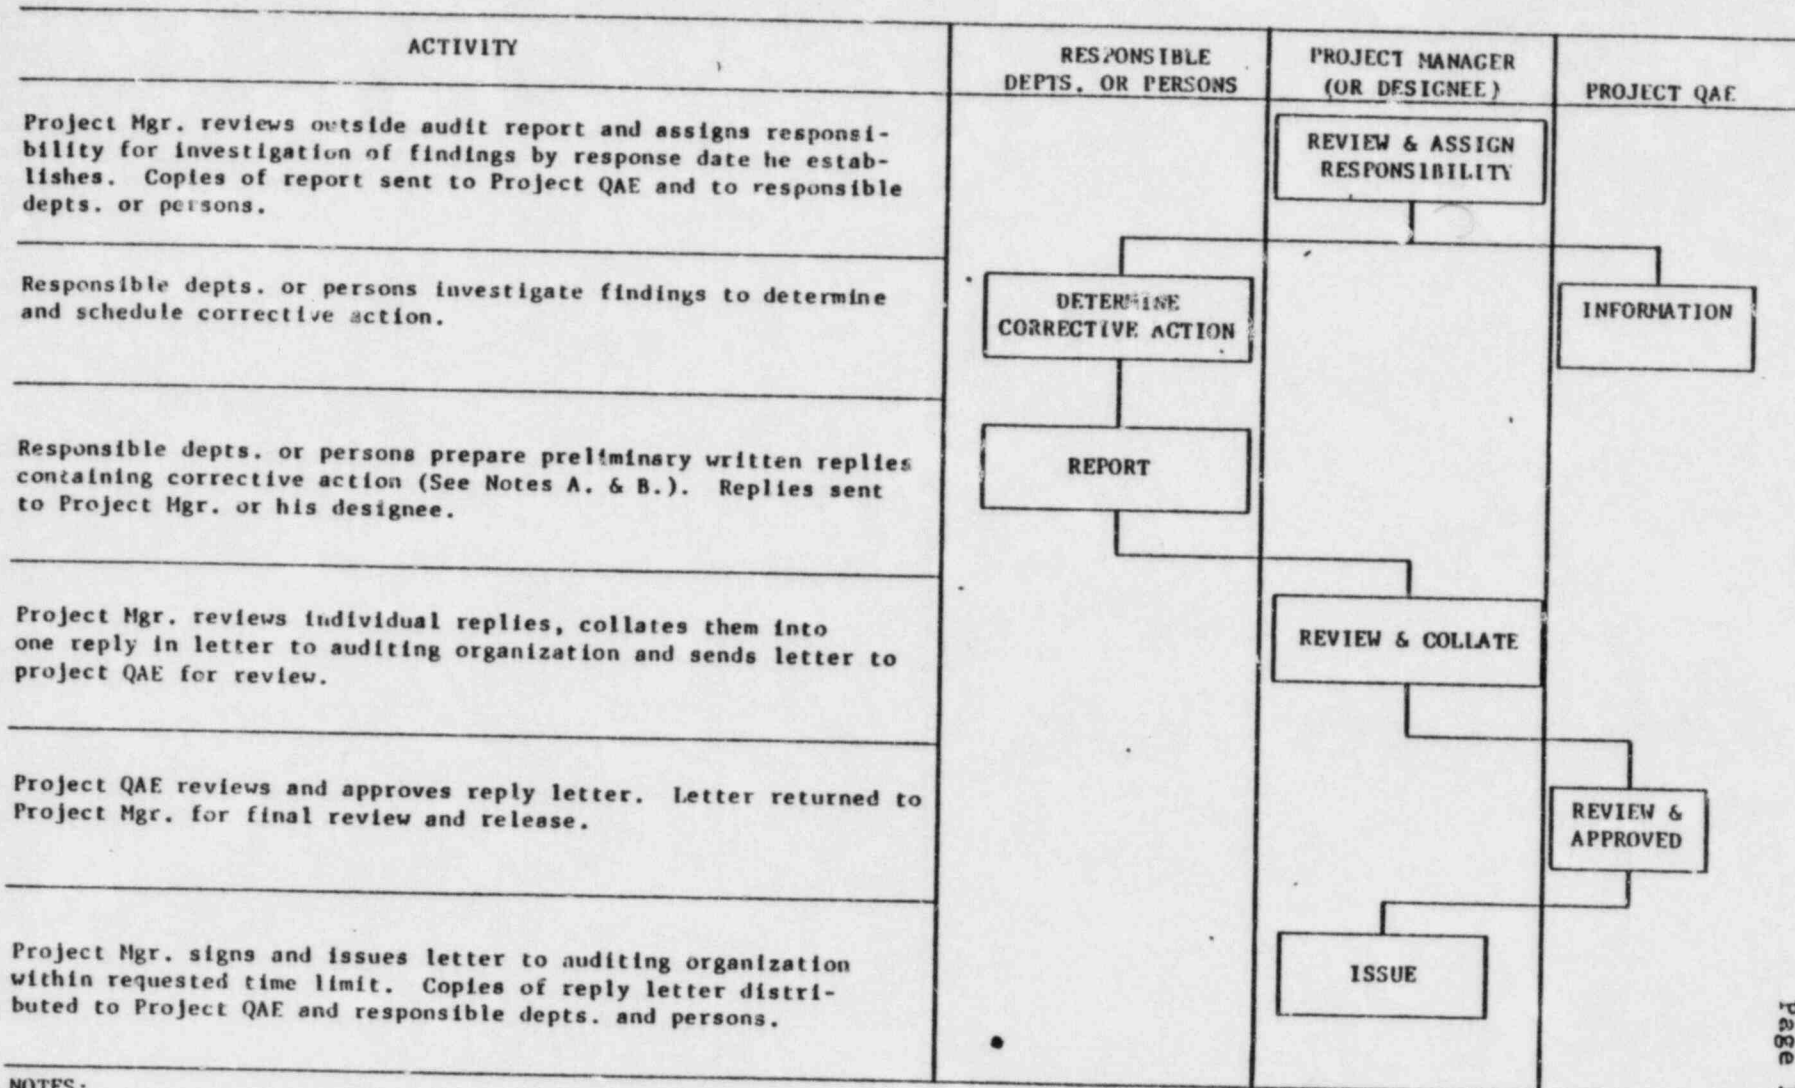 ACTIVITY
RESPONSIBLE
DEPTS. OR PERSONS
PROJECT MANAGER
(OR DESIGNEE)
PROJECT QAE
Project Mgr. reviews outside audit report and assigns responsi-
bility for investigation of findings by response date he estab-
lishes. Copies of report sent to Project QAE and to responsible
depts. or persons.
REVIEW & ASSIGN
RESPONSIBILITY
Responsible depts. or persons investigate findings to determine
and schedule corrective action.
DETERMINE
CORRECTIVE ACTION
INFORMATION
Responsible depts. or persons prepare preliminary written replies
containing corrective action (See Notes A. & B.). Replies sent
to Project Mgr. or his designee.
REPORT
Project Mgr. reviews individual replies, collates them into
one reply in letter to auditing organization and sends letter to
project QAE for review.
REVIEW & COLLATE
Project QAE reviews and approves reply letter. Letter returned to
Project Mgr. for final review and release.
REVIEW &
APPROVED
Project Mgr. signs and issues letter to auditing organization
within requested time limit. Copies of reply letter distri-
buted to Project QAE and responsible depts. and persons.
ISSUE
Page
NOTES: